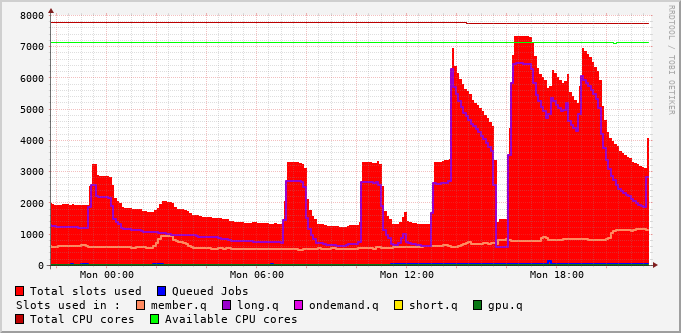 8000
7000
6000
5000
4000
3000
2000
1000
0
Mon 00:00 Mon 06:00 Mon 12:00 Mon 18:00
RRDTOOL / TOBI OETIKER
Total slots used Queued Jobs
Slots used in : member.q long.q ondemand.q short.q gpu.q
Total CPU cores Available CPU cores